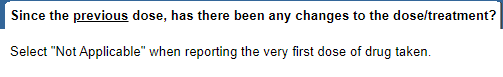 Since the previous dose, has there been any changes to the dose/treatment?
Select "Not Applicable" when reporting the very first dose of drug taken.